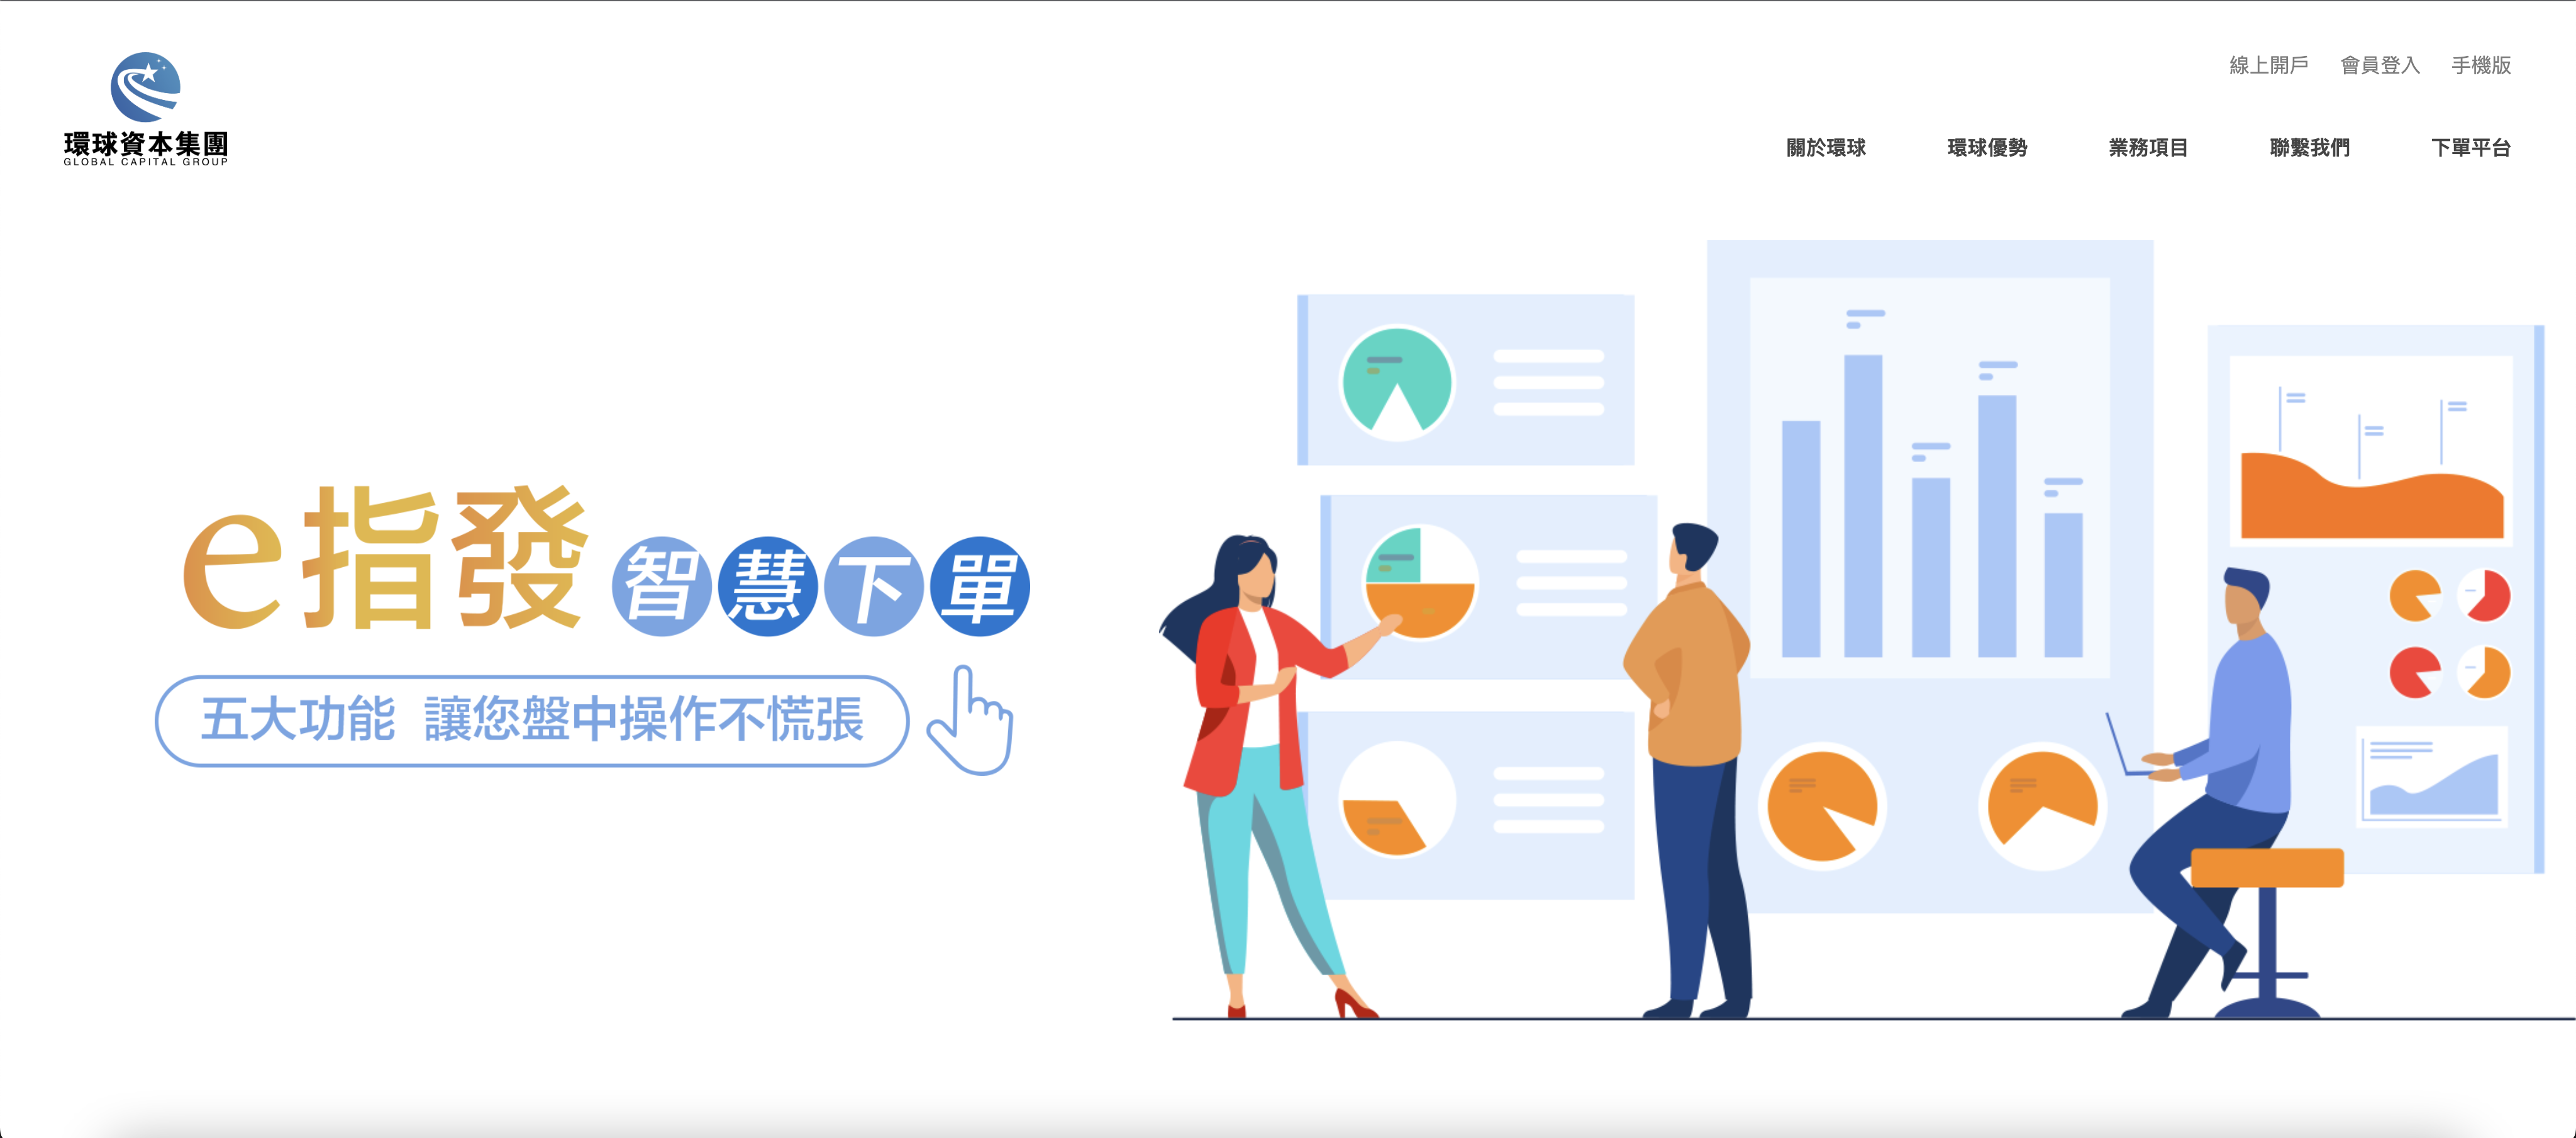 線上開戶 會員登入 手機版
環球資本集團
GLOBAL CAPITAL GROUP
關於環球 環球優勢 業務項目 聯繫我們 下單平台
e指發 智慧下單
五大功能 讓您盤中操作不慌張